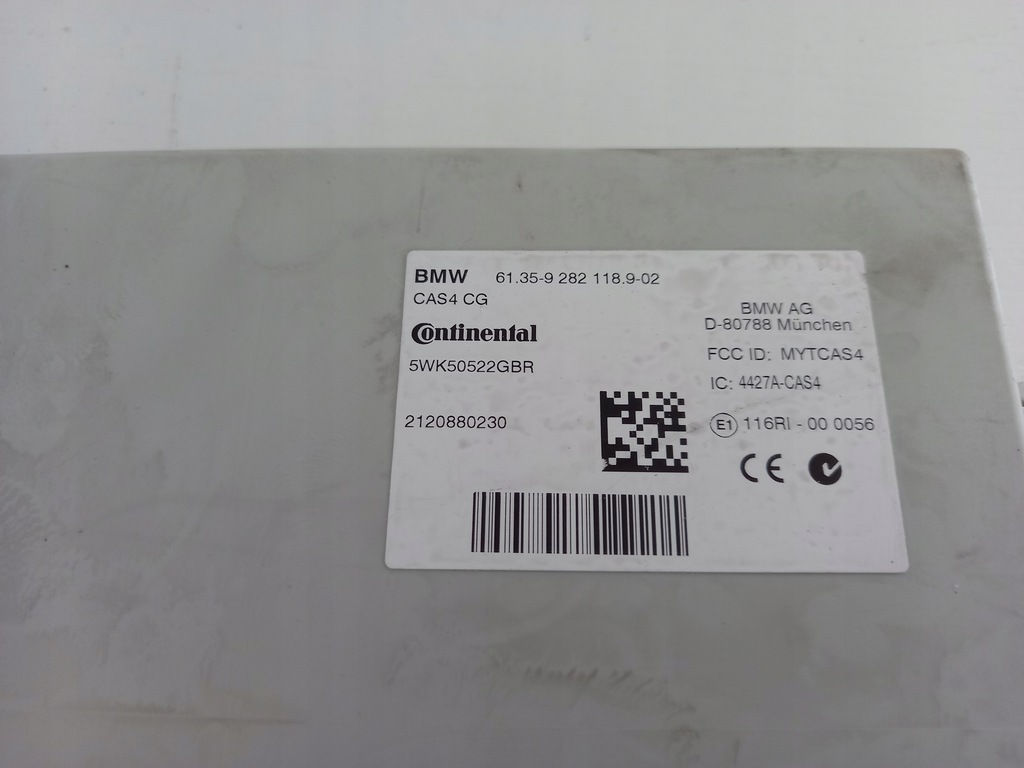 BMW 61.35-9 282 118.9-02
CAS4 CG
Continental
5WK50522GBR
2120880230
BMW AG
D-80788 München
FCC ID: MYTCAS4
IC: 4427A-CAS4
E1 116RI - 00 0056
CE